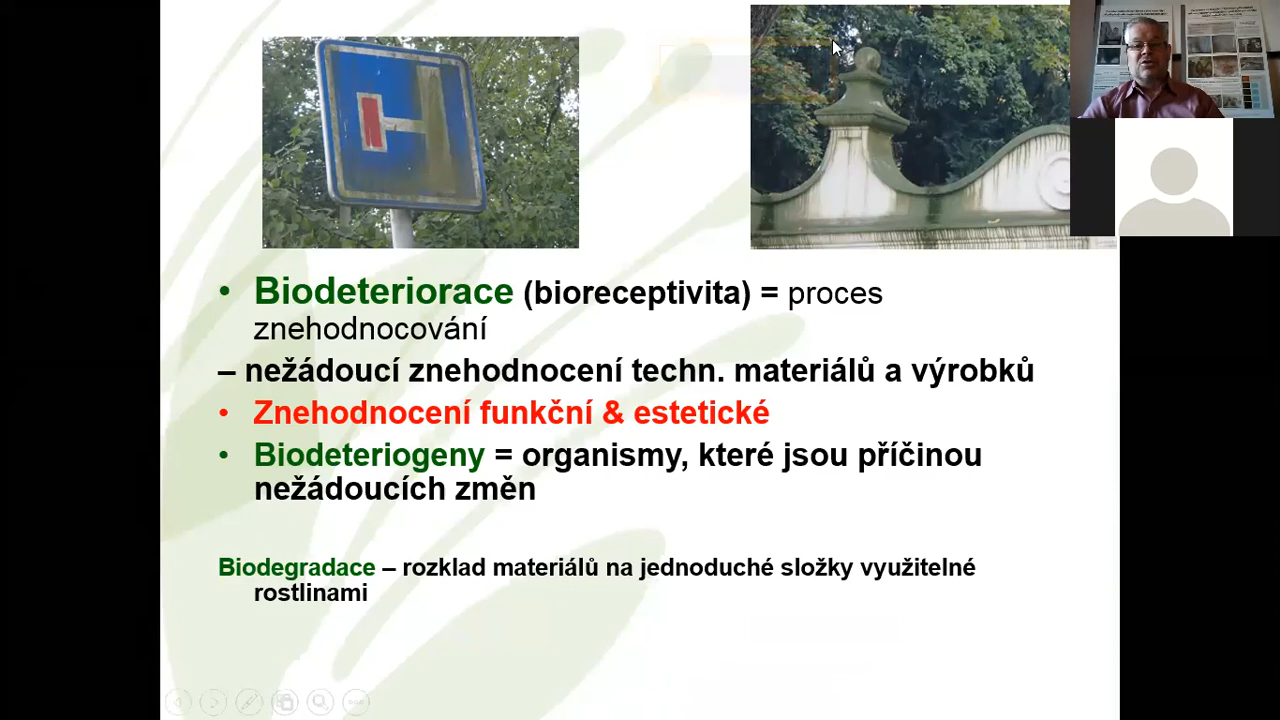 • Biodeteriorace (bioreceptivita) = proces
znehodnocování
– nežádoucí znehodnocení techn. materiálů a výrobků
• Znehodnocení funkční & estetické
• Biodeteriogeny = organismy, které jsou příčinou
nežádoucích změn
Biodegradace – rozklad materiálů na jednoduché složky využitelné
rostlinami